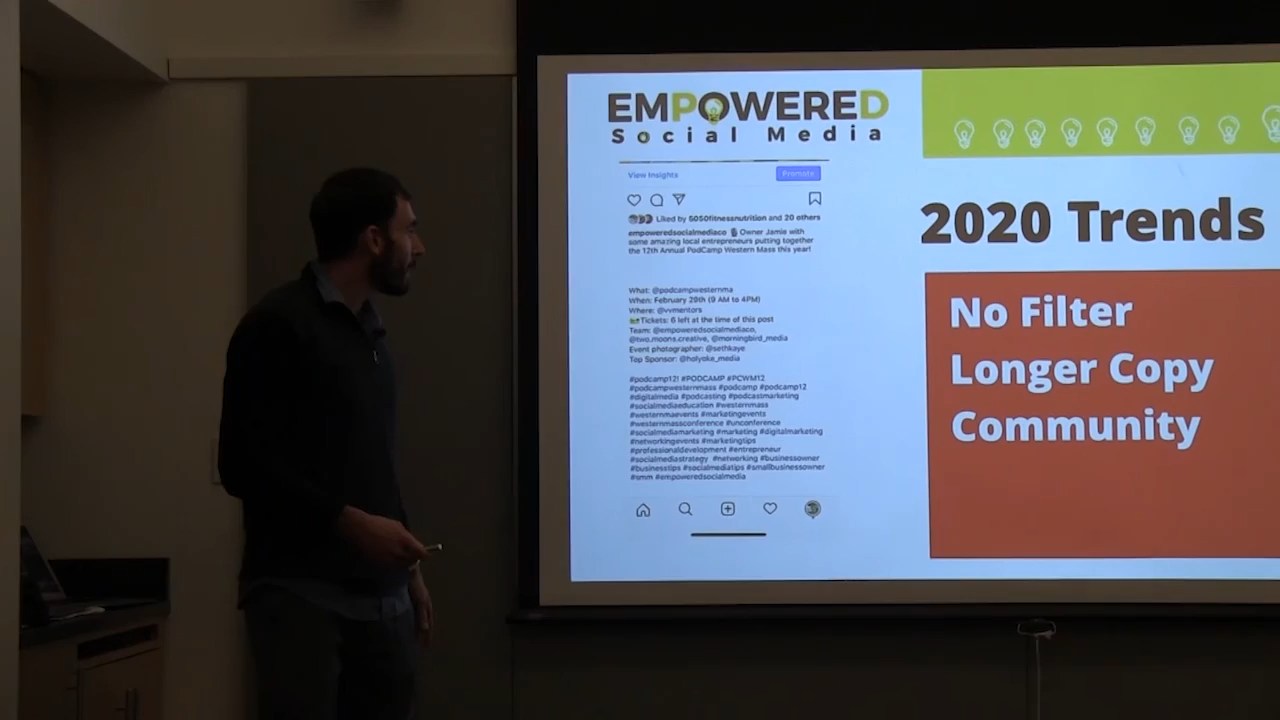 EMPOWERED
Social Media
View Insights
Promote
Liked by 5050fitnessnutrition and 20 others
empoweredsocialmediaco Owner Jamie with
some amazing local entrepreneurs putting together
the 12th Annual PodCamp Western Mass this year!
What: @podcampwesternma
When: February 29th (9 AM to 4PM)
Where: @vvmentors
Tickets: 6 left at the time of this post
Team: @empoweredsocialmediaco,
@two.moons.creative, @morningbird_media
Event photographer: @sethkaye
Top Sponsor: @holyoke_media
#podcamp12! #PODCAMP #PCWM12
#podcampwesternmass #podcamp #podcamp12
#digitalmedia #podcasting #podcastmarketing
#socialmediaeducation #westernmass
#westernmaevents #marketingevents
#westernmassconference #unconference
#socialmediamarketing #marketing #digitalmarketing
#networkingevents #marketingtips
#professionaldevelopment #entrepreneur
#socialmediastrategy #networking #businessowner
#businesstips #socialmediatips #smallbusinessowner
#smm #empoweredsocialmedia
2020 Trends
No Filter
Longer Copy
Community